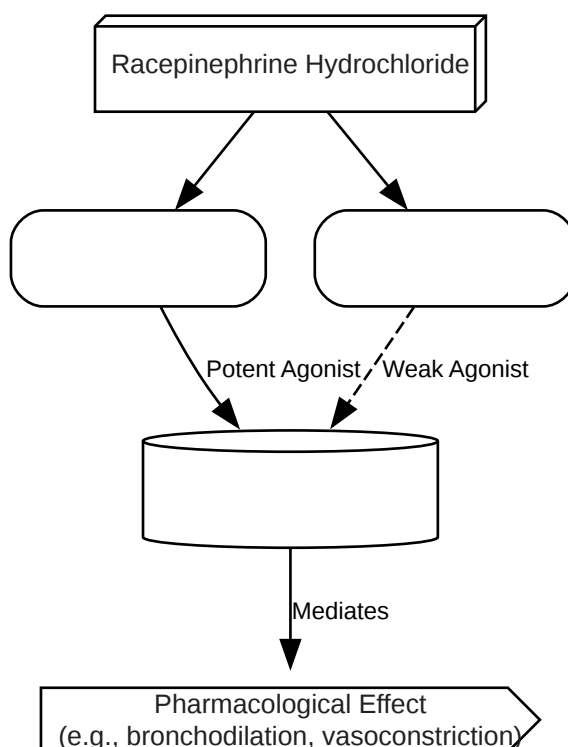 Racepinephrine Hydrochloride
Potent Agonist
Weak Agonist
Mediates
Pharmacological Effect
(e.g., bronchodilation, vasoconstriction)